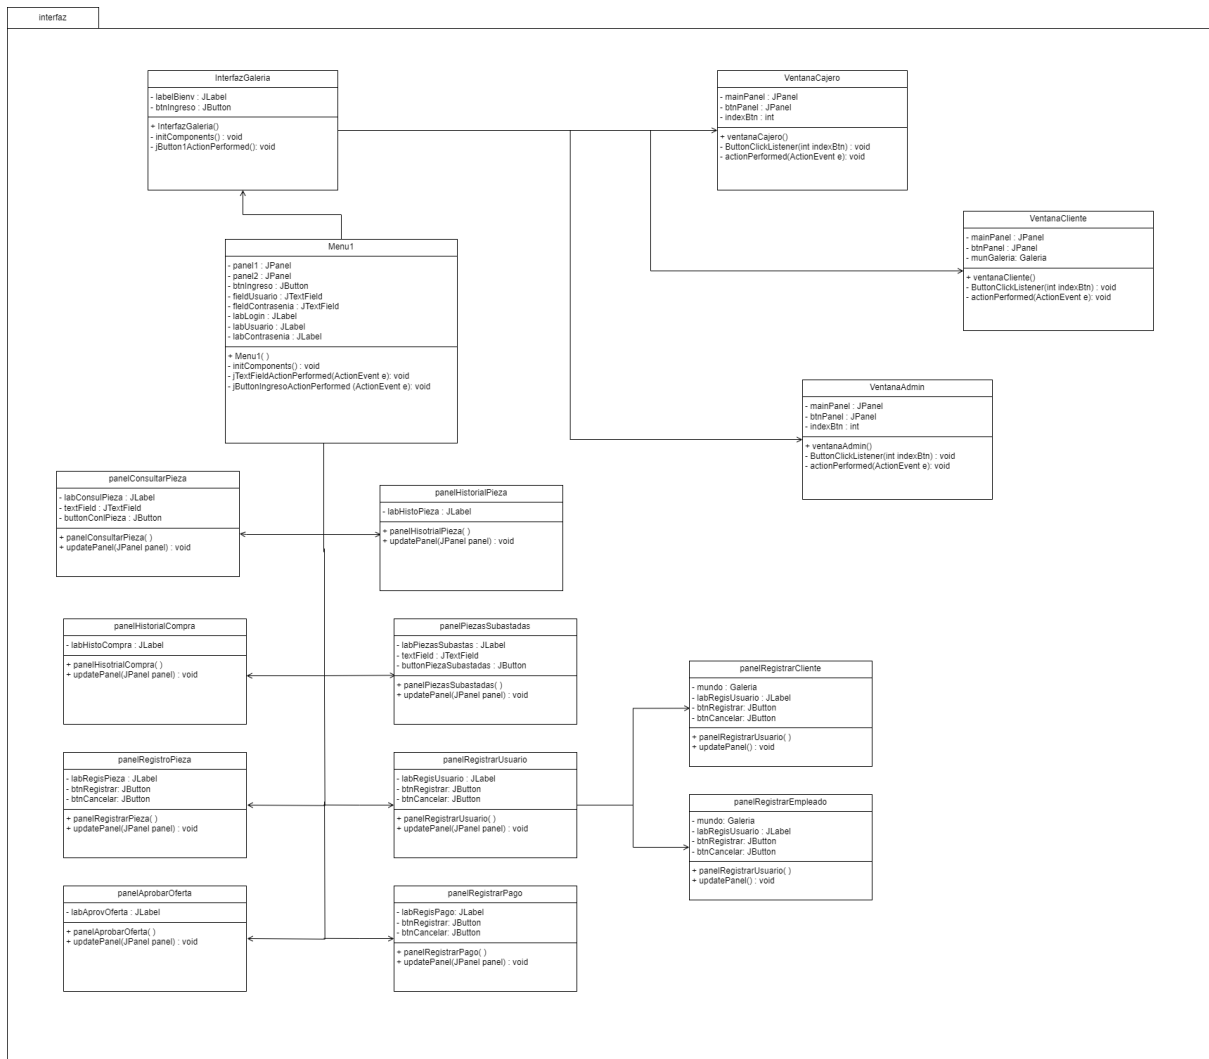 interfaz
InterfazGaleria
- labelBienv : JLabel
- btnIngreso : JButton
+ InterfazGaleria()
- initComponents() : void
- jButton1ActionPerformed(): void
VentanaCajero
- mainPanel : JPanel
- btnPanel : JPanel
- indexBtn : int
+ ventanaCajero()
- ButtonClickListener(int indexBtn) : void
- actionPerformed(ActionEvent e): void
VentanaCliente
- mainPanel : JPanel
- btnPanel : JPanel
- munGaleria: Galeria
+ ventanaCliente()
- ButtonClickListener(int indexBtn) : void
- actionPerformed(ActionEvent e): void
Menu1
- panel1 : JPanel
- panel2 : JPanel
- btnIngreso : JButton
- fieldUsuario : JTextField
- fieldContrasenia : JTextField
- labLogin : JLabel
- labUsuario : JLabel
- labContrasenia : JLabel
+ Menu1( )
- initComponents() : void
- jTextFieldActionPerformed(ActionEvent e): void
- jButtonIngresoActionPerformed (ActionEvent e): void
VentanaAdmin
- mainPanel : JPanel
- btnPanel : JPanel
- indexBtn : int
+ ventanaAdmin()
- ButtonClickListener(int indexBtn) : void
- actionPerformed(ActionEvent e): void
panelConsultarPieza
- labConsulPieza : JLabel
- textField : JTextField
- buttonConlPieza : JButton
+ panelConsultarPieza( )
+ updatePanel(JPanel panel) : void
panelHistorialPieza
- labHistoPieza : JLabel
+ panelHisotrialPieza( )
+ updatePanel(JPanel panel) : void
panelHistorialCompra
- labHistoCompra : JLabel
+ panelHisotrialCompra( )
+ updatePanel(JPanel panel) : void
panelPiezasSubastadas
- labPiezasSubastas : JLabel
- textField : JTextField
- buttonPiezaSubastadas : JButton
+ panelPiezasSubastadas( )
+ updatePanel(JPanel panel) : void
panelRegistrarCliente
- mundo : Galeria
- labRegisUsuario : JLabel
- btnRegistrar: JButton
- btnCancelar: JButton
+ panelRegistrarUsuario( )
+ updatePanel() : void
panelRegistroPieza
- labRegisPieza : JLabel
- btnRegistrar: JButton
- btnCancelar: JButton
+ panelRegistrarPieza( )
+ updatePanel(JPanel panel) : void
panelRegistrarUsuario
- labRegisUsuario : JLabel
- btnRegistrar: JButton
- btnCancelar: JButton
+ panelRegistrarUsuario( )
+ updatePanel(JPanel panel) : void
panelRegistrarEmpleado
- mundo: Galeria
- labRegisUsuario : JLabel
- btnRegistrar: JButton
- btnCancelar: JButton
+ panelRegistrarUsuario( )
+ updatePanel() : void
panelAprobarOferta
- labAprovOferta : JLabel
+ panelAprobarOferta( )
+ updatePanel(JPanel panel) : void
panelRegistrarPago
- labRegisPago: JLabel
- btnRegistrar: JButton
- btnCancelar: JButton
+ panelRegistrarPago( )
+ updatePanel(JPanel panel) : void